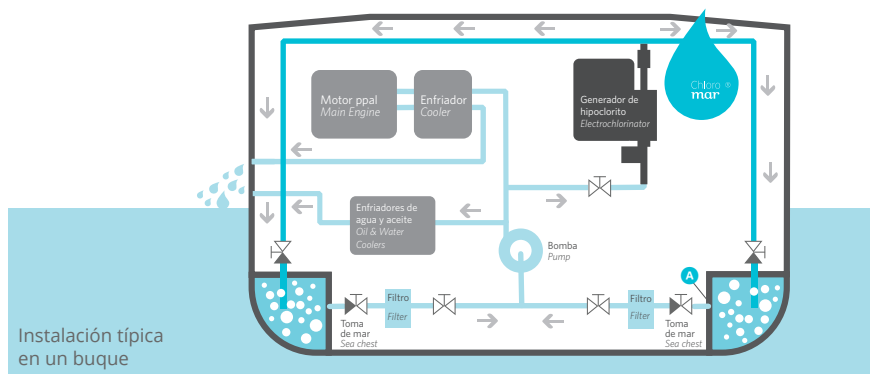 Chloro ®
mar
Motor ppal
Main Engine
Enfriador
Cooler
Generador de
hipoclorito
Electrochlorinator
Enfriadores de
agua y aceite
Oil & Water
Coolers
Bomba
Pump
A
Filtro
Filter
Filtro
Filter
Toma
de mar
Sea chest
Toma
de mar
Sea chest
Instalación típica
en un buque